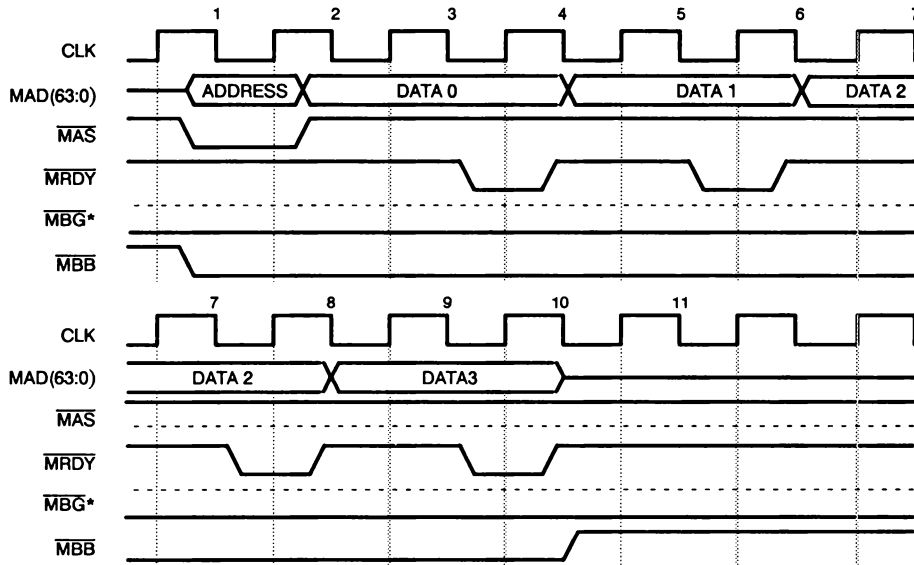 1 2 3 4 5 6 7
CLK
MAD(63:0) ADDRESS DATA 0 DATA 1 DATA 2
MAS
MRDY
MBG*
MBB
7 8 9 10 11
CLK
MAD(63:0) DATA 2 DATA3
MAS
MRDY
MBG*
MBB